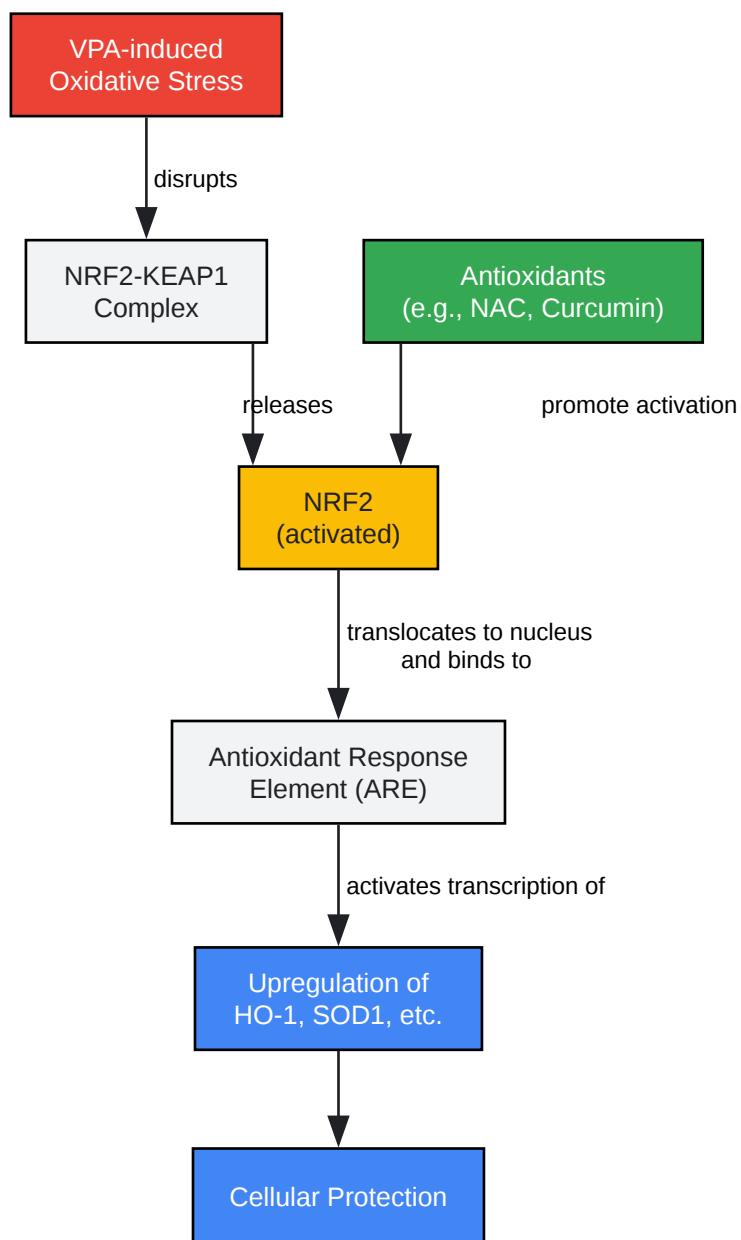 VPA-induced
Oxidative Stress
disrupts
NRF2-KEAP1
Complex
Antioxidants
(e.g., NAC, Curcumin)
releases
promote activation
NRF2
(activated)
translocates to nucleus
and binds to
Antioxidant Response
Element (ARE)
activates transcription of
Upregulation of
HO-1, SOD1, etc.
Cellular Protection